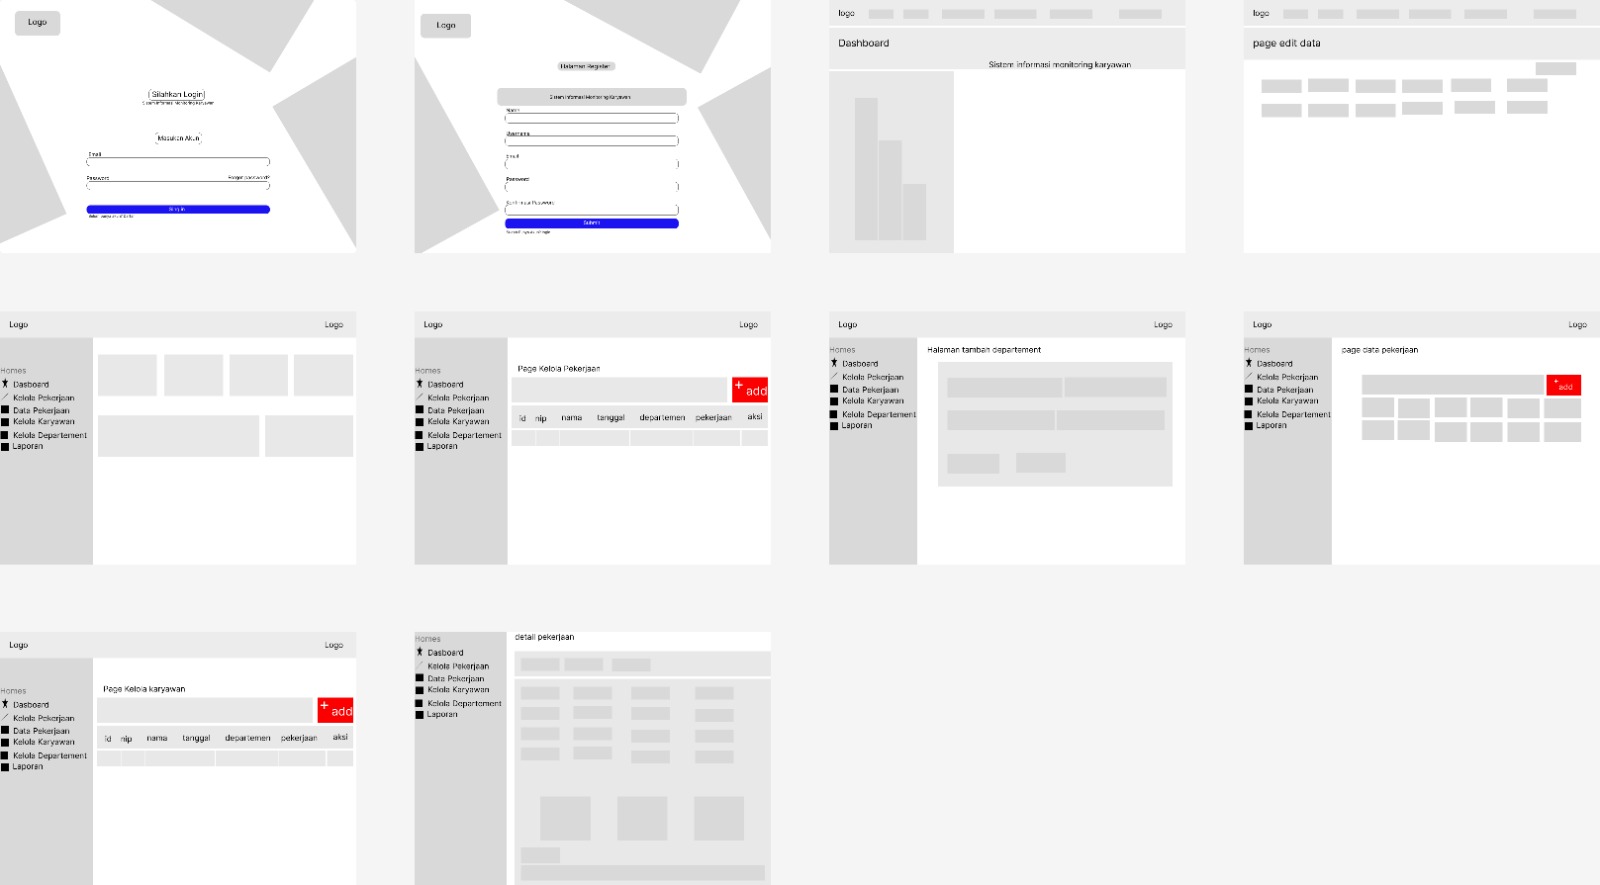 Logo
Silahkan Login
Sistem Informasi Monitoring Karyawan
Masukan Akun
Email
Password
Forgot password?
Sing in
Logo
Halaman Register
Sistem Informasi Monitoring Karyawan
Name
Username
Email
Password
Confirmasi Password
Submit
logo
Dashboard
Sistem informasi monitoring karyawan
logo
page edit data
Logo
Logo
Homes
Dasboard
Kelola Pekerjaan
Data Pekerjaan
Kelola Karyawan
Kelola Departement
Laporan
Logo
Logo
Homes
Dasboard
Kelola Pekerjaan
Data Pekerjaan
Kelola Karyawan
Kelola Departement
Laporan
Page Kelola Pekerjaan
+ add
id nip nama tanggal departemen pekerjaan aksi
Logo
Logo
Homes
Dasboard
Kelola Pekerjaan
Data Pekerjaan
Kelola Karyawan
Kelola Departement
Laporan
Halaman tambah departement
Logo
Logo
Homes
Dasboard
Kelola Pekerjaan
Data Pekerjaan
Kelola Karyawan
Kelola Departement
Laporan
page data pekerjaan
+ add
Logo
Logo
Homes
Dasboard
Kelola Pekerjaan
Data Pekerjaan
Kelola Karyawan
Kelola Departement
Laporan
Page Kelola karyawan
+ add
id nip nama tanggal departemen pekerjaan aksi
Homes
Dasboard
Kelola Pekerjaan
Data Pekerjaan
Kelola Karyawan
Kelola Departement
Laporan
detail pekerjaan